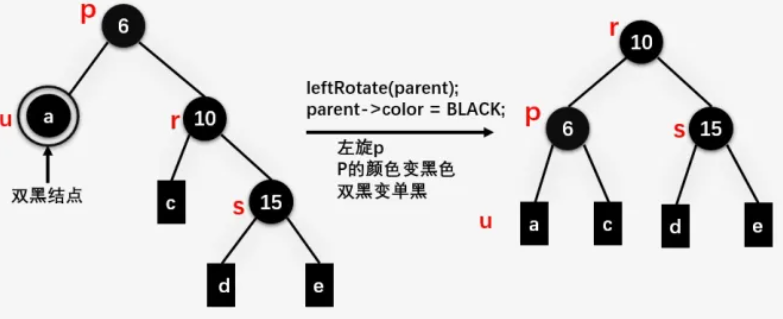 p
6
u
a
双黑结点
r
10
c
s
15
d
e
leftRotate(parent);
parent->color = BLACK;
左旋p
P的颜色变黑色
双黑变单黑
r
10
p
6
s
15
u
a
c
d
e